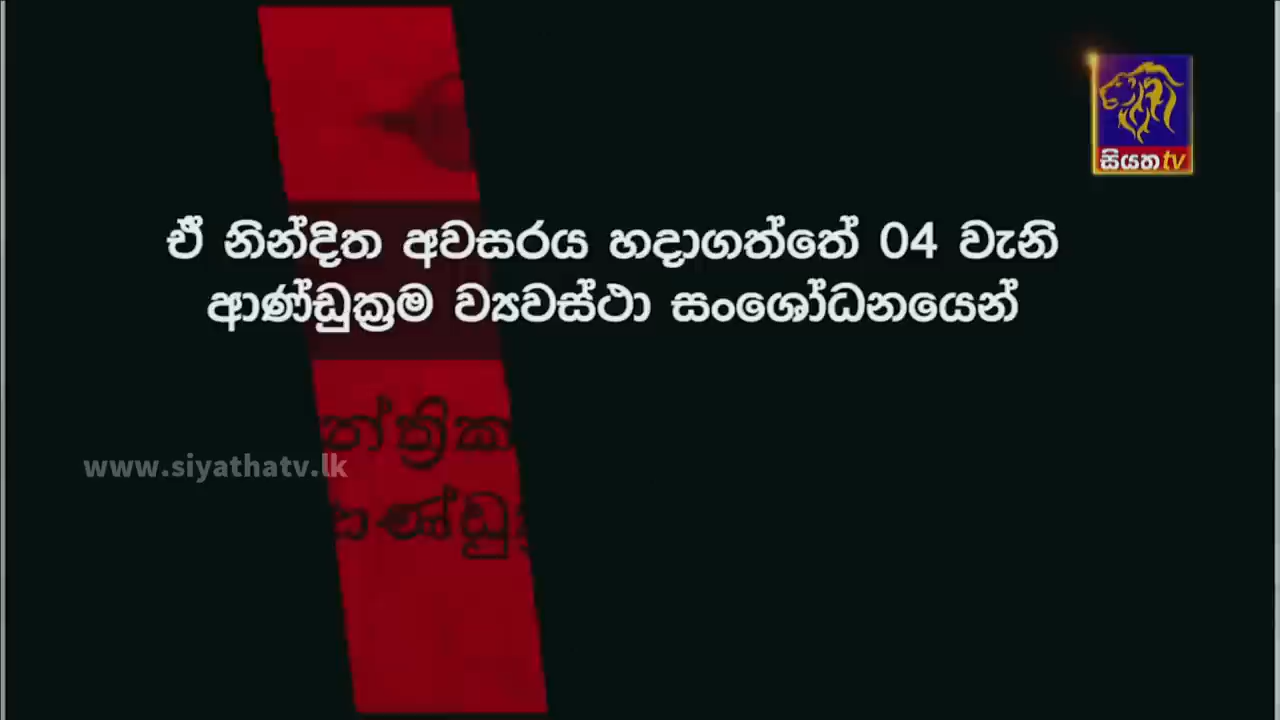 සියත tv
ඒ නින්දිත අවසරය හදාගත්තේ 04 වැනි
ආණ්ඩුක්‍රම ව්‍යවස්ථා සංශෝධනයෙන්
www.siyathatv.lk